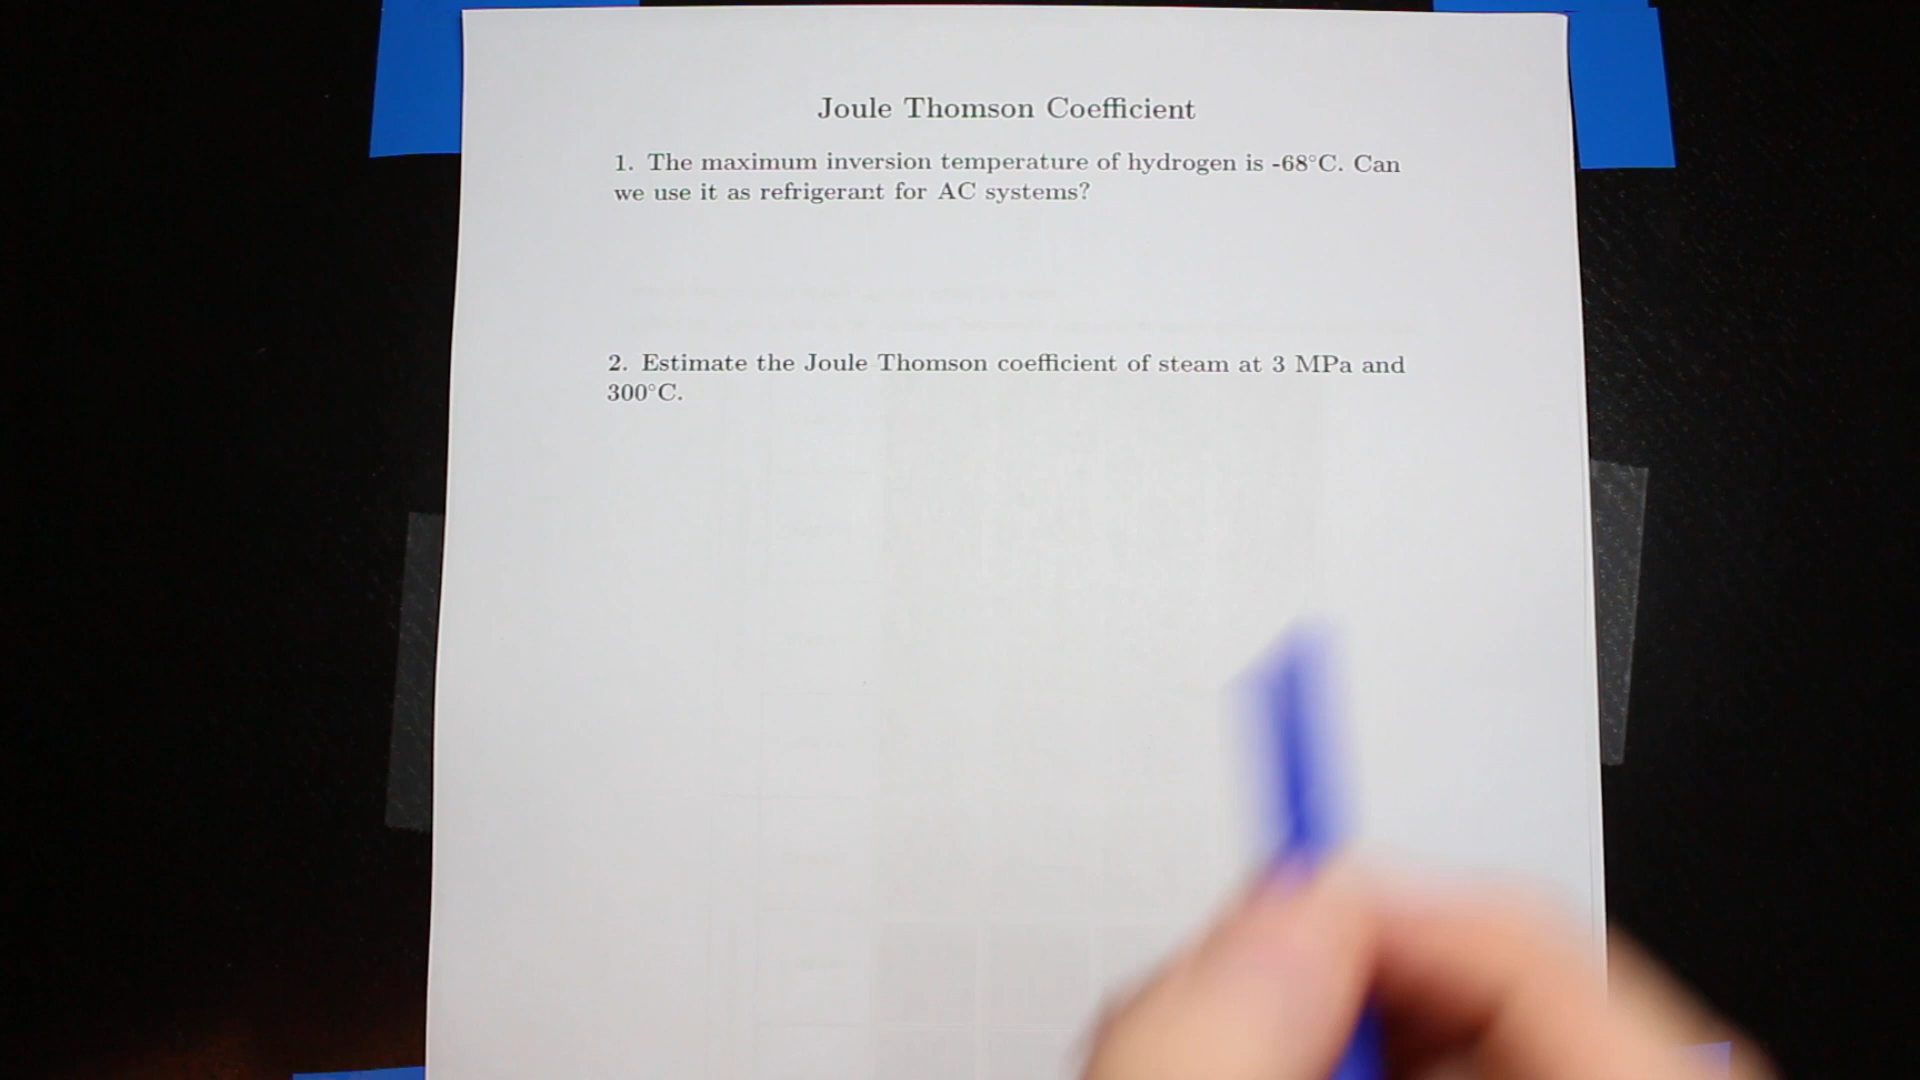 Joule Thomson Coefficient
1. The maximum inversion temperature of hydrogen is -68°C. Can
we use it as refrigerant for AC systems?
2. Estimate the Joule Thomson coefficient of steam at 3 MPa and
300°C.